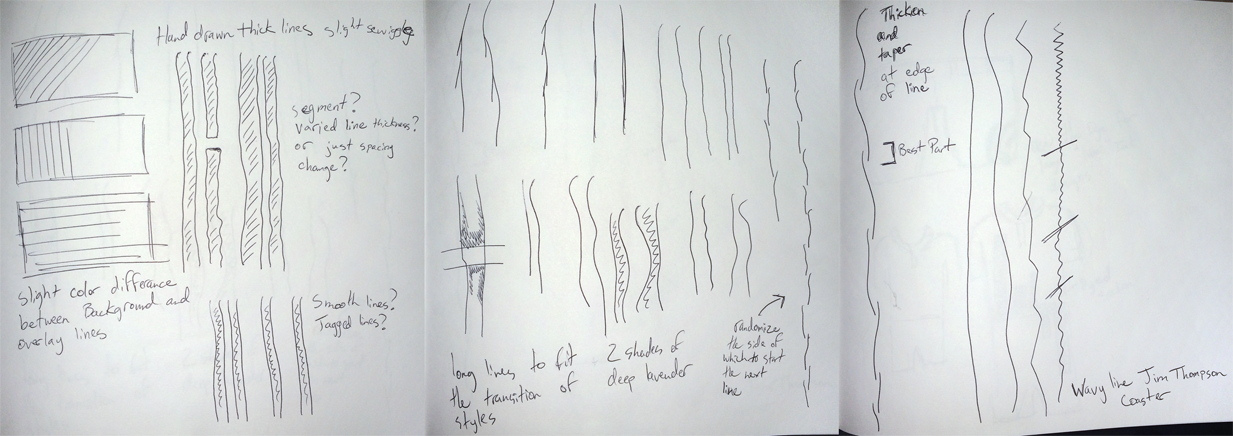 Hand drawn thick lines slight
segment?
varied line thickness?
or just spacing
change?
slight color difference
between Background and
overlay lines
Smooth lines?
Jagged lines?
long lines to fit
the transition of
styles
2 shades of
deep lavender
randomize
the side of
which to start
the next
line
Thicken
and
taper
at edge
of line
Best Part
Wavy line Jim Thompson
Coaster